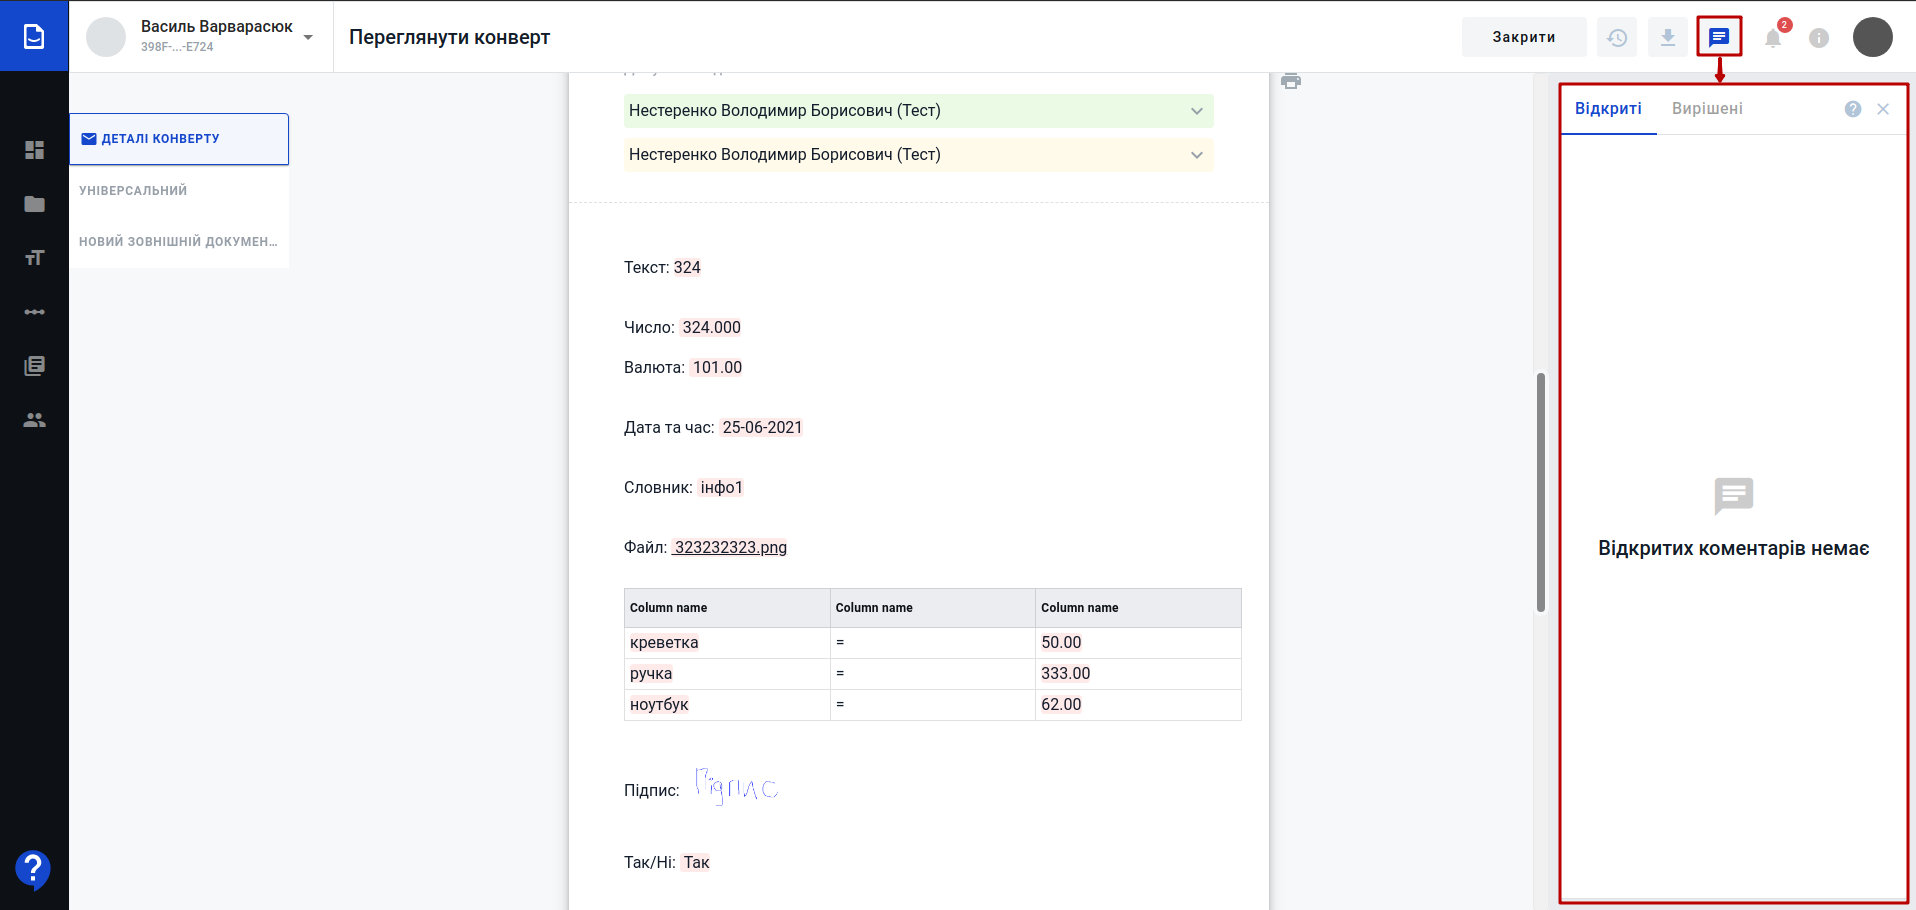 Василь Варварасюк
398F-...-E724
Переглянути конверт
Закрити
2
ДЕТАЛІ КОНВЕРТУ
УНІВЕРСАЛЬНИЙ
НОВИЙ ЗОВНІШНІЙ ДОКУМЕН...
Нестеренко Володимир Борисович (Тест)
Нестеренко Володимир Борисович (Тест)
Текст: 324
Число: 324.000
Валюта: 101.00
Дата та час: 25-06-2021
Словник: інфо1
Файл: 323232323.png
Column name Column name Column name
креветка = 50.00
ручка = 333.00
ноутбук = 62.00
Підпис: Підпис
Так/Ні: Так
Відкриті Вирішені
Відкритих коментарів немає